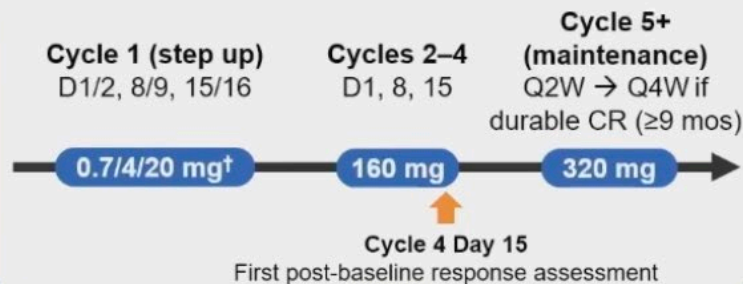 Cycle 1 (step up)
D1/2, 8/9, 15/16
0.7/4/20 mg†
Cycles 2–4
D1, 8, 15
160 mg
Cycle 5+
(maintenance)
Q2W → Q4W if
durable CR (≥9 mos)
320 mg
Cycle 4 Day 15
First post-baseline response assessment